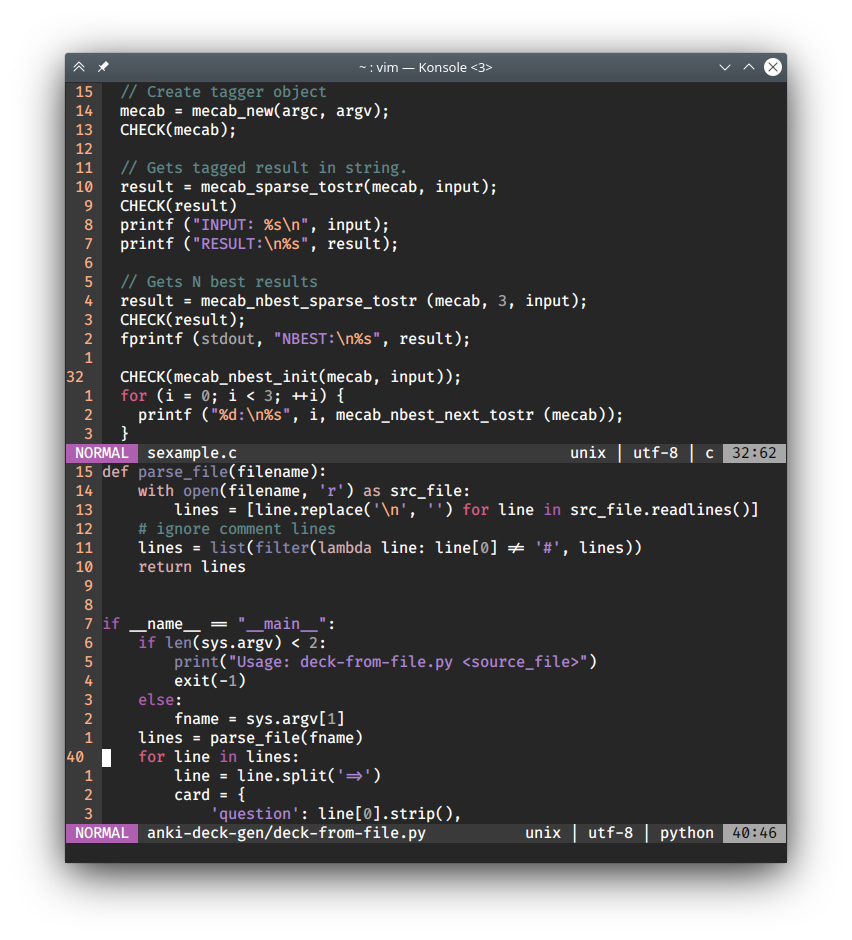 ~ : vim — Konsole <3>
15   // Create tagger object
14   mecab = mecab_new(argc, argv);
13   CHECK(mecab);
12
11   // Gets tagged result in string.
10   result = mecab_sparse_tostr(mecab, input);
9   CHECK(result)
8   printf ("INPUT: %s\n", input);
7   printf ("RESULT:\n%s", result);
6
5   // Gets N best results
4   result = mecab_nbest_sparse_tostr (mecab, 3, input);
3   CHECK(result);
2   fprintf (stdout, "NBEST:\n%s", result);
1
32   CHECK(mecab_nbest_init(mecab, input));
1   for (i = 0; i < 3; ++i) {
2     printf ("%d:\n%s", i, mecab_nbest_next_tostr (mecab));
3   }
NORMAL sexample.c unix | utf-8 | c 32:62
15 def parse_file(filename):
14     with open(filename, 'r') as src_file:
13         lines = [line.replace('\n', '') for line in src_file.readlines()]
12     # ignore comment lines
11     lines = list(filter(lambda line: line[0] != '#', lines))
10     return lines
9
8
7 if __name__ == "__main__":
6     if len(sys.argv) < 2:
5         print("Usage: deck-from-file.py <source_file>")
4         exit(-1)
3     else:
2         fname = sys.argv[1]
1     lines = parse_file(fname)
40     for line in lines:
1         line = line.split('=>')
2         card = {
3             'question': line[0].strip(),
NORMAL anki-deck-gen/deck-from-file.py unix | utf-8 | python 40:46